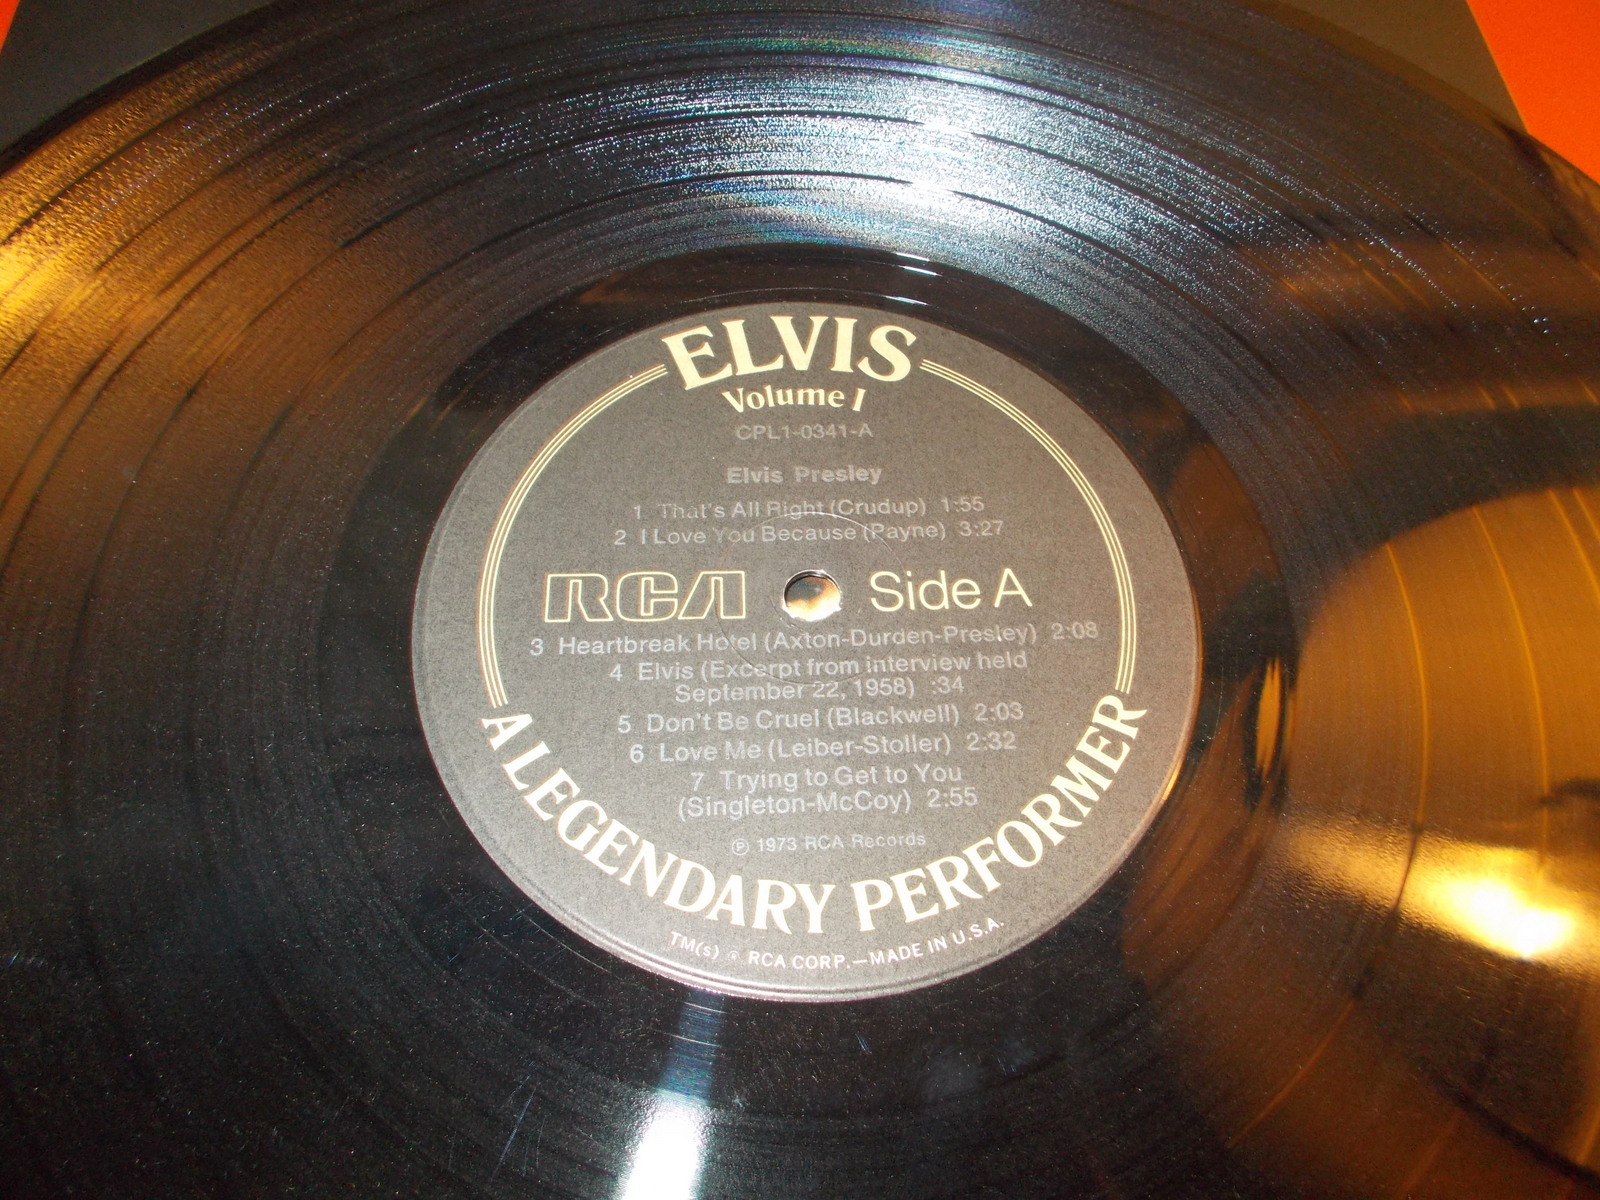 ELVIS
Volume I
CPL1-0341-A
Elvis Presley
1 That's All Right (Crudup) 1:55
2 I Love You Because (Payne) 3:27
RCA Side A
3 Heartbreak Hotel (Axton-Durden-Presley) 2:08
4 Elvis (Excerpt from interview held
September 22, 1958) :34
5 Don't Be Cruel (Blackwell) 2:03
6 Love Me (Leiber-Stoller) 2:32
7 Trying to Get to You
(Singleton-McCoy) 2:55
℗ 1973 RCA Records
A LEGENDARY PERFORMER
TM(s) ® RCA CORP.—MADE IN U.S.A.